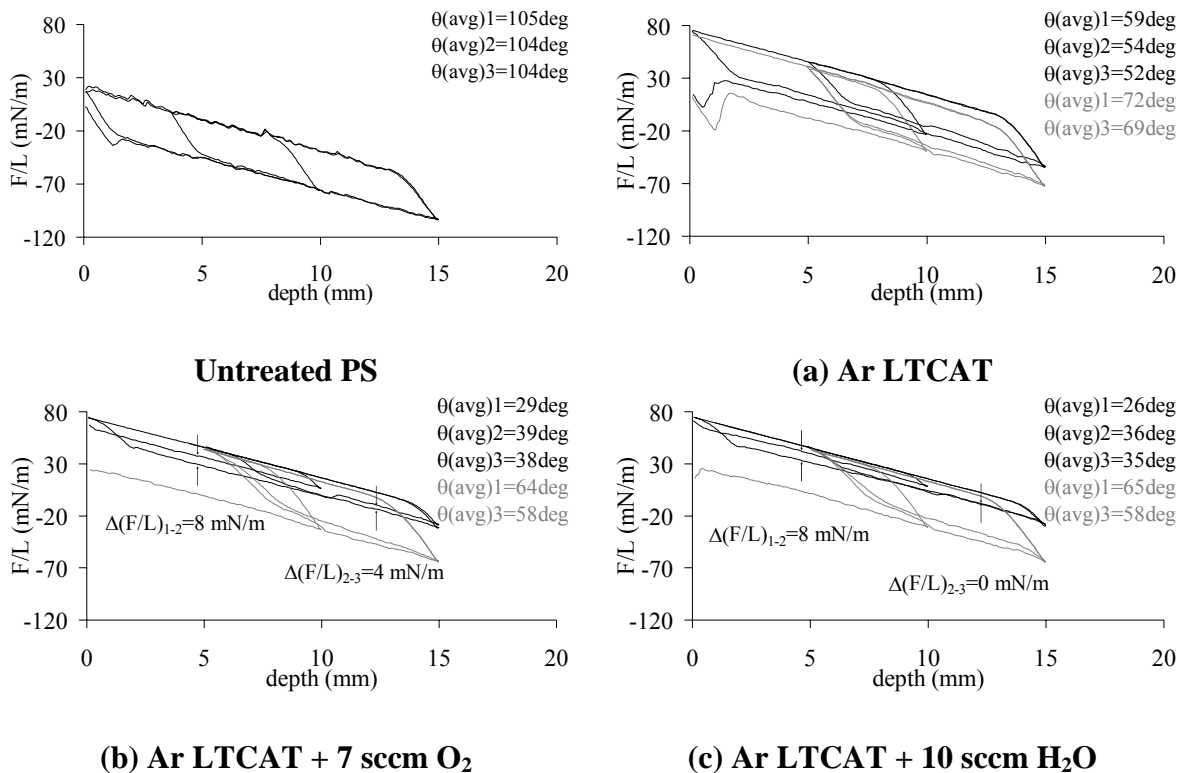 80
30
-20
-70
-120
F/L (mN/m)
0 5 10 15 20
depth (mm)
θ(avg)1=105deg
θ(avg)2=104deg
θ(avg)3=104deg
Untreated PS
80
30
-20
-70
-120
F/L (mN/m)
0 5 10 15 20
depth (mm)
θ(avg)1=59deg
θ(avg)2=54deg
θ(avg)3=52deg
θ(avg)1=72deg
θ(avg)3=69deg
(a) Ar LTCAT
80
30
-20
-70
-120
F/L (mN/m)
0 5 10 15 20
depth (mm)
θ(avg)1=29deg
θ(avg)2=39deg
θ(avg)3=38deg
θ(avg)1=64deg
θ(avg)3=58deg
Δ(F/L)1-2=8 mN/m
Δ(F/L)2-3=4 mN/m
(b) Ar LTCAT + 7 sccm O2
80
30
-20
-70
-120
F/L (mN/m)
0 5 10 15 20
depth (mm)
θ(avg)1=26deg
θ(avg)2=36deg
θ(avg)3=35deg
θ(avg)1=65deg
θ(avg)3=58deg
Δ(F/L)1-2=8 mN/m
Δ(F/L)2-3=0 mN/m
(c) Ar LTCAT + 10 sccm H2O